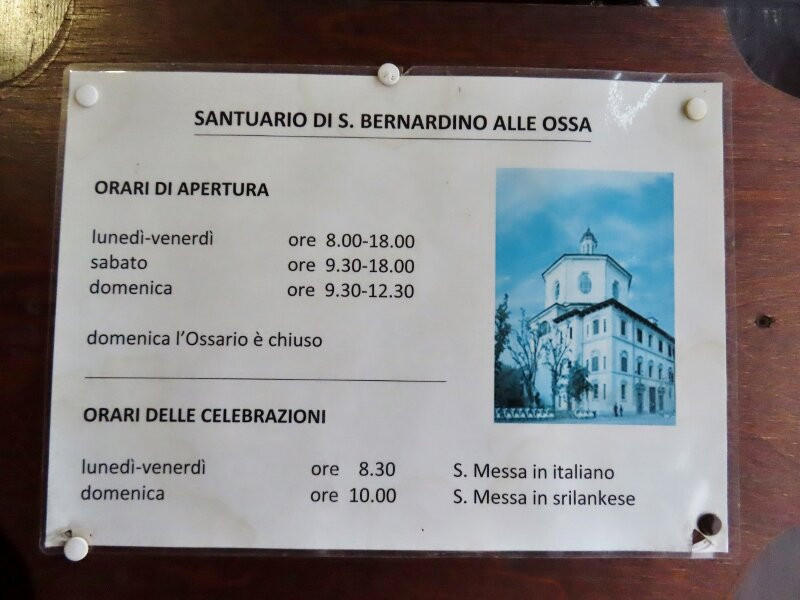 SANTUARIO DI S. BERNARDINO ALLE OSSA
ORARI DI APERTURA
lunedì-venerdì ore 8.00-18.00
sabato ore 9.30-18.00
domenica ore 9.30-12.30
domenica l'Ossario è chiuso
ORARI DELLE CELEBRAZIONI
lunedì-venerdì ore 8.30 S. Messa in italiano
domenica ore 10.00 S. Messa in srilankese